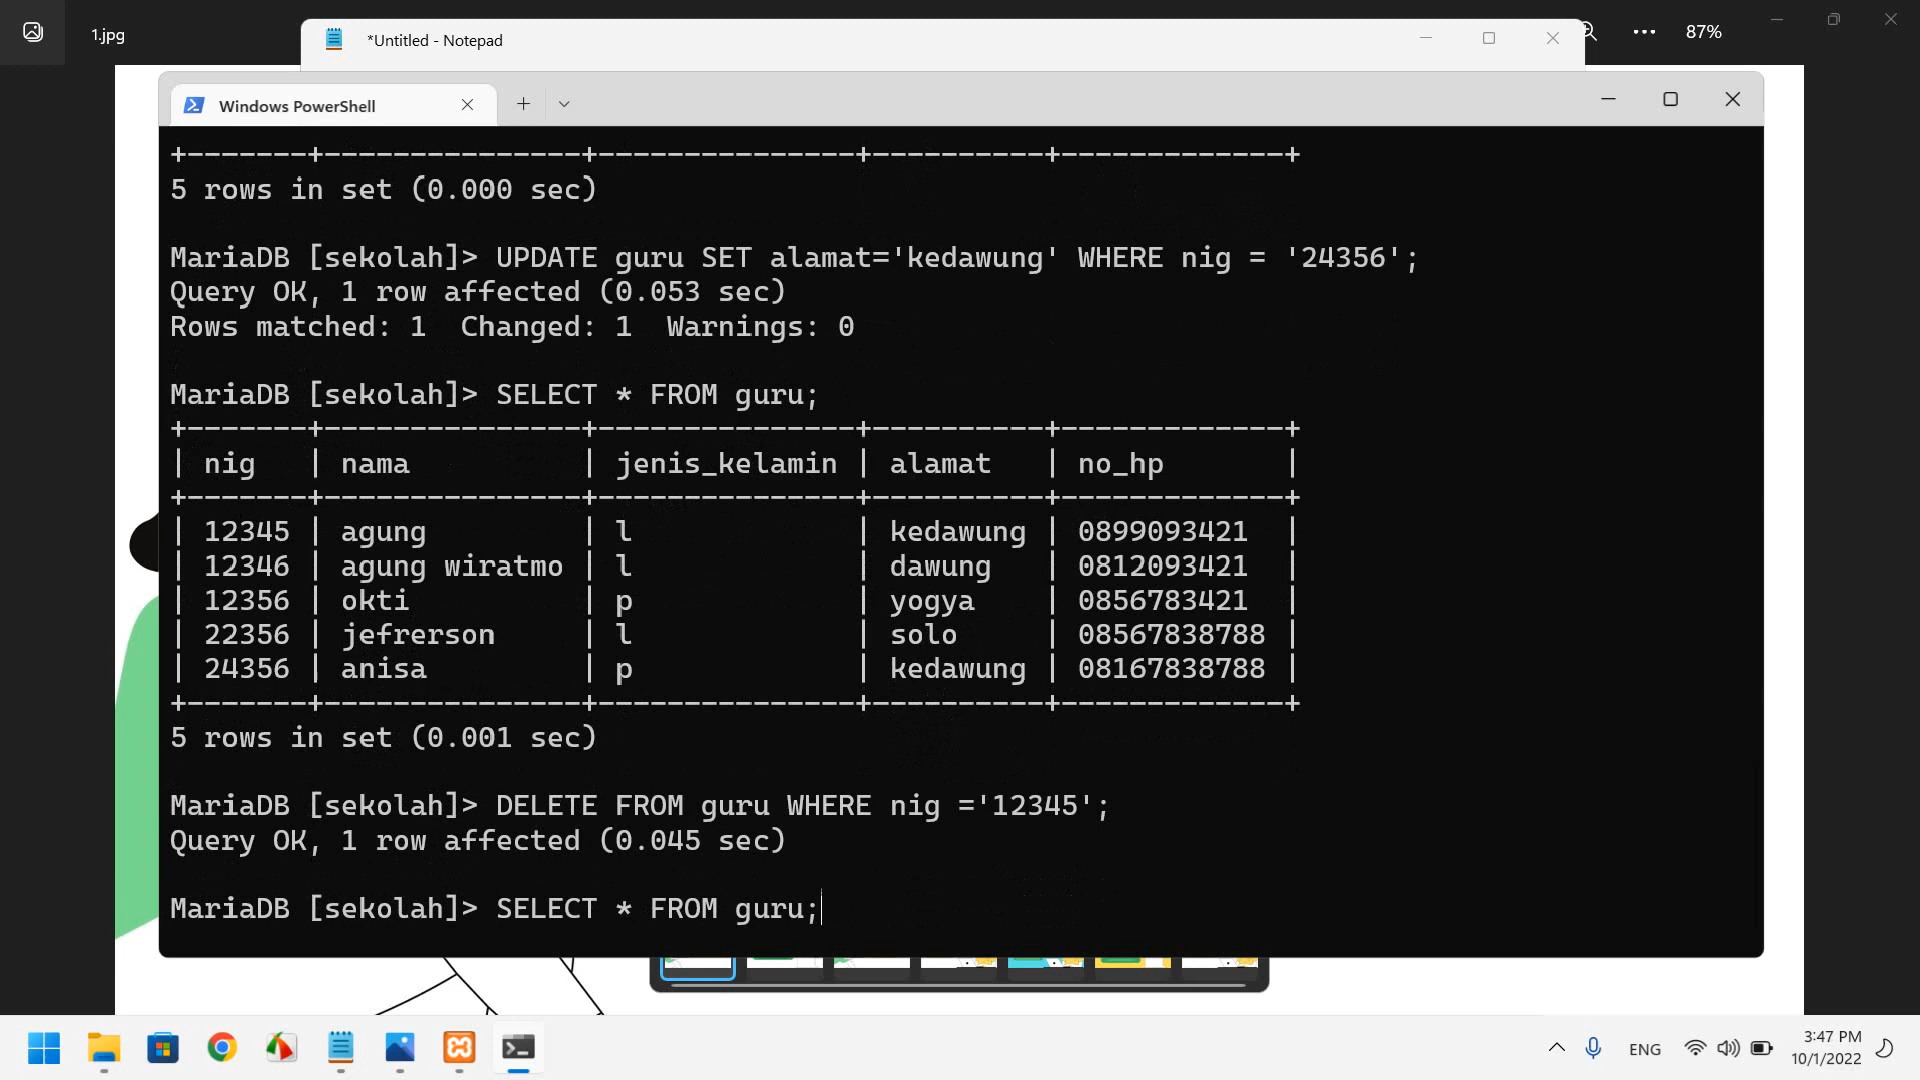 1.jpg
*Untitled - Notepad
87%
Windows PowerShell
+-------+---------------+---------------+----------+-------------+
5 rows in set (0.000 sec)
MariaDB [sekolah]> UPDATE guru SET alamat='kedawung' WHERE nig = '24356';
Query OK, 1 row affected (0.053 sec)
Rows matched: 1  Changed: 1  Warnings: 0
MariaDB [sekolah]> SELECT * FROM guru;
+-------+---------------+---------------+----------+-------------+
| nig   | nama          | jenis_kelamin | alamat   | no_hp       |
+-------+---------------+---------------+----------+-------------+
| 12345 | agung         | l             | kedawung | 0899093421  |
| 12346 | agung wiratmo | l             | dawung   | 0812093421  |
| 12356 | okti          | p             | yogya    | 0856783421  |
| 22356 | jefrerson     | l             | solo     | 08567838788 |
| 24356 | anisa         | p             | kedawung | 08167838788 |
+-------+---------------+---------------+----------+-------------+
5 rows in set (0.001 sec)
MariaDB [sekolah]> DELETE FROM guru WHERE nig ='12345';
Query OK, 1 row affected (0.045 sec)
MariaDB [sekolah]> SELECT * FROM guru;
ENG
3:47 PM
10/1/2022